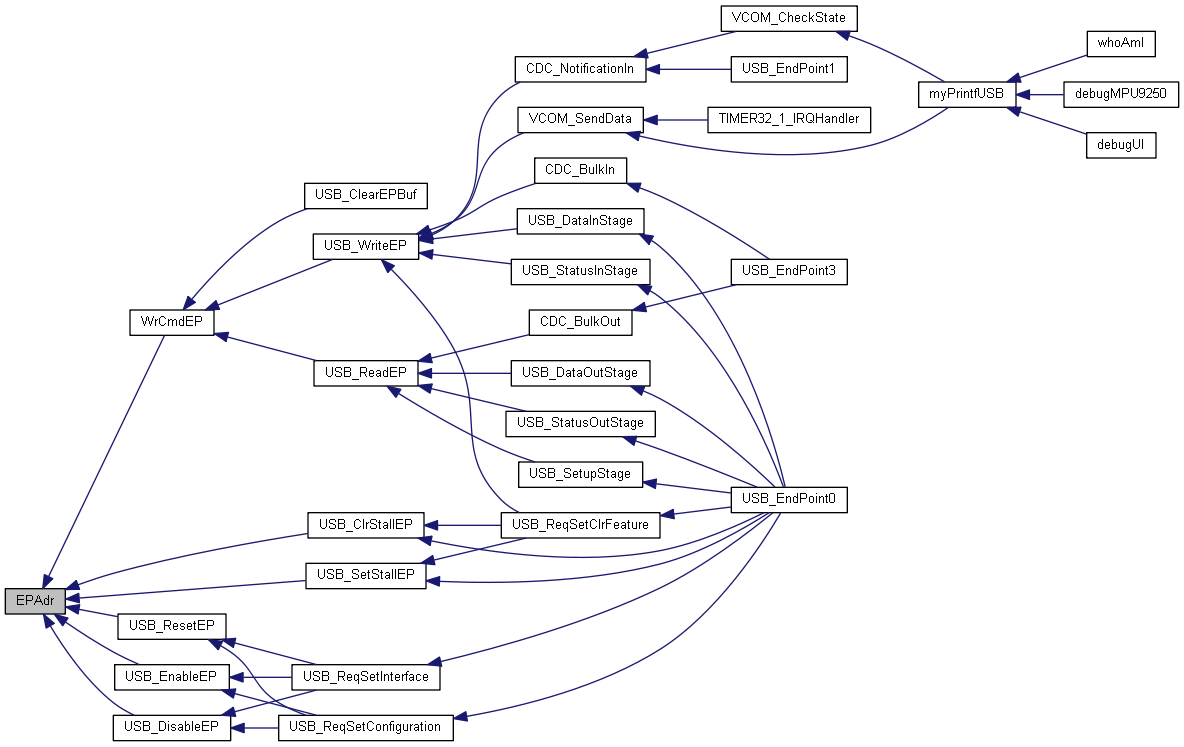 VCOM_CheckState
whoAmI
CDC_NotificationIn
USB_EndPoint1
myPrintfUSB
debugMPU9250
VCOM_SendData
TIMER32_1_IRQHandler
debugUI
CDC_BulkIn
USB_ClearEPBuf
USB_DataInStage
USB_WriteEP
USB_StatusInStage
USB_EndPoint3
WrCmdEP
CDC_BulkOut
USB_ReadEP
USB_DataOutStage
USB_StatusOutStage
USB_SetupStage
USB_EndPoint0
USB_ClrStallEP
USB_ReqSetClrFeature
USB_SetStallEP
EPAdr
USB_ResetEP
USB_EnableEP
USB_ReqSetInterface
USB_DisableEP
USB_ReqSetConfiguration